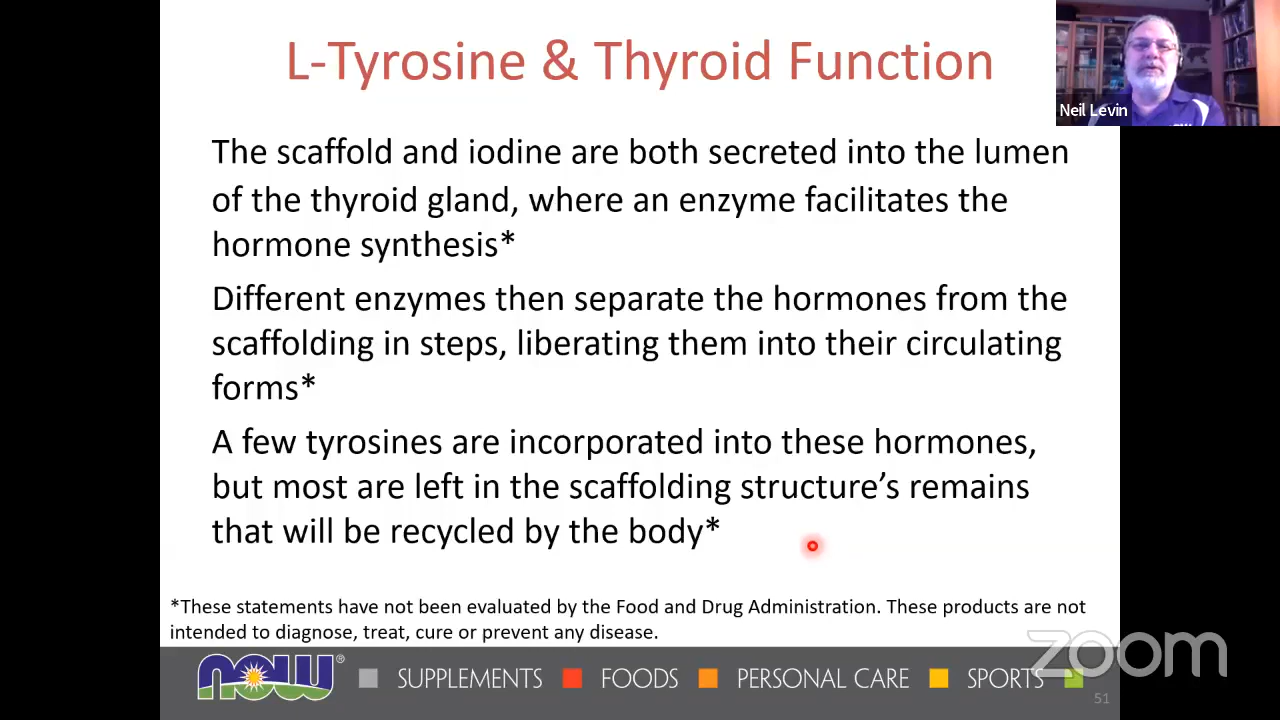 L-Tyrosine & Thyroid Function
Neil Levin
The scaffold and iodine are both secreted into the lumen
of the thyroid gland, where an enzyme facilitates the
hormone synthesis*
Different enzymes then separate the hormones from the
scaffolding in steps, liberating them into their circulating
forms*
A few tyrosines are incorporated into these hormones,
but most are left in the scaffolding structure's remains
that will be recycled by the body*
*These statements have not been evaluated by the Food and Drug Administration. These products are not
intended to diagnose, treat, cure or prevent any disease.
now® SUPPLEMENTS FOODS PERSONAL CARE SPORTS
zoom
51